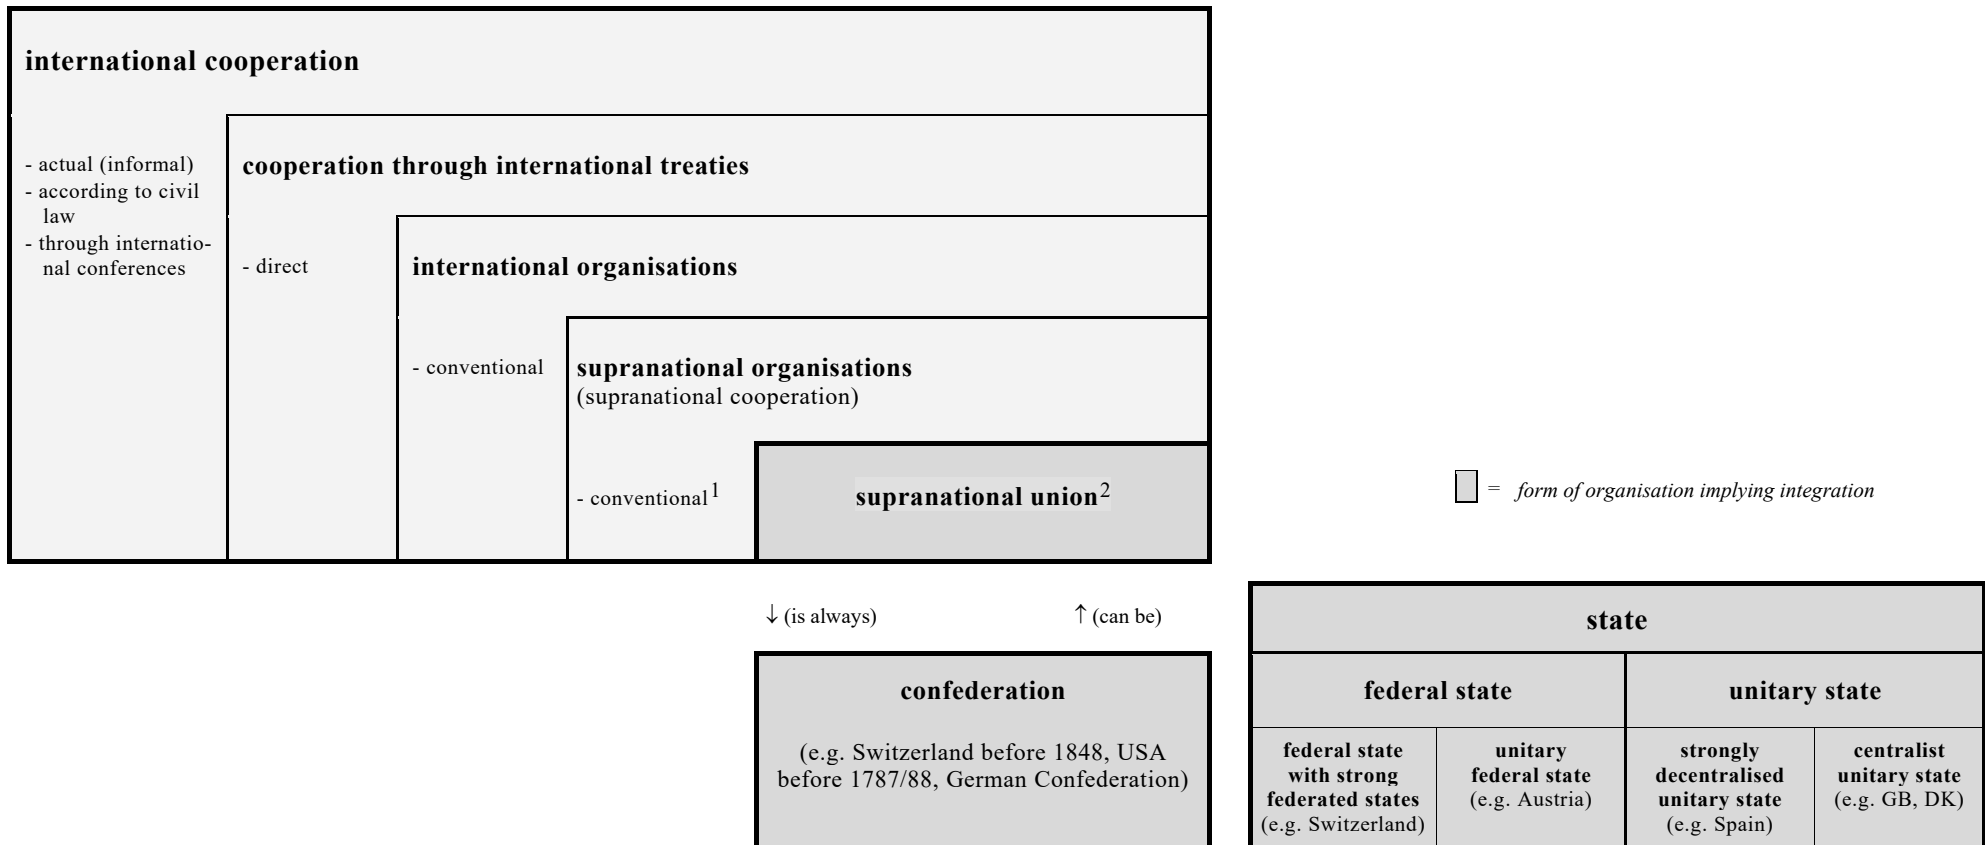 international cooperation
- actual (informal)
- according to civil
law
- through internatio-
nal conferences
cooperation through international treaties
- direct
international organisations
- conventional
supranational organisations
(supranational cooperation)
- conventional1
supranational union2
= form of organisation implying integration
↓ (is always)
↑ (can be)
confederation
(e.g. Switzerland before 1848, USA
before 1787/88, German Confederation)
state
federal state
unitary state
federal state
with strong
federated states
(e.g. Switzerland)
unitary
federal state
(e.g. Austria)
strongly
decentralised
unitary state
(e.g. Spain)
centralist
unitary state
(e.g. GB, DK)